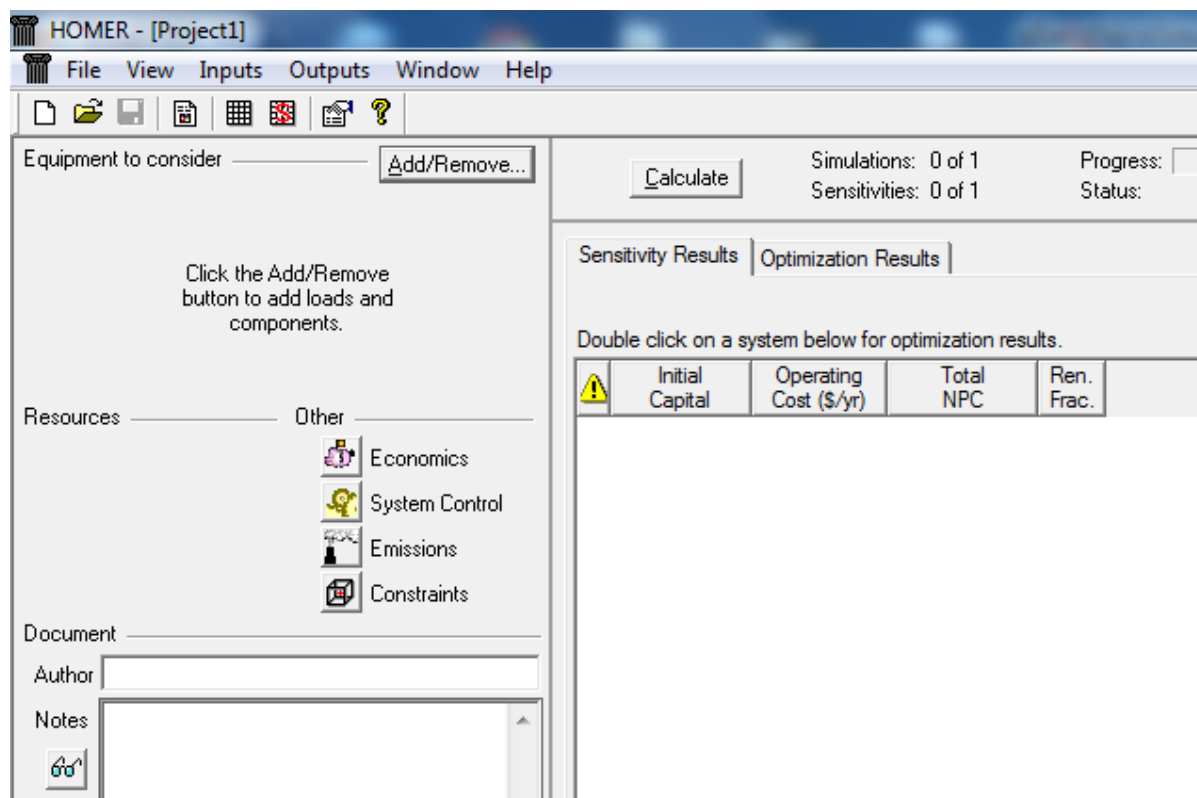 HOMER - [Project1]
File View Inputs Outputs Window Help
Equipment to consider
Add/Remove...
Click the Add/Remove
button to add loads and
components.
Resources
Other
Economics
System Control
Emissions
Constraints
Document
Author
Notes
Calculate
Simulations: 0 of 1
Sensitivities: 0 of 1
Progress:
Status:
Sensitivity Results
Optimization Results
Double click on a system below for optimization results.
Initial
Capital
Operating
Cost ($/yr)
Total
NPC
Ren.
Frac.